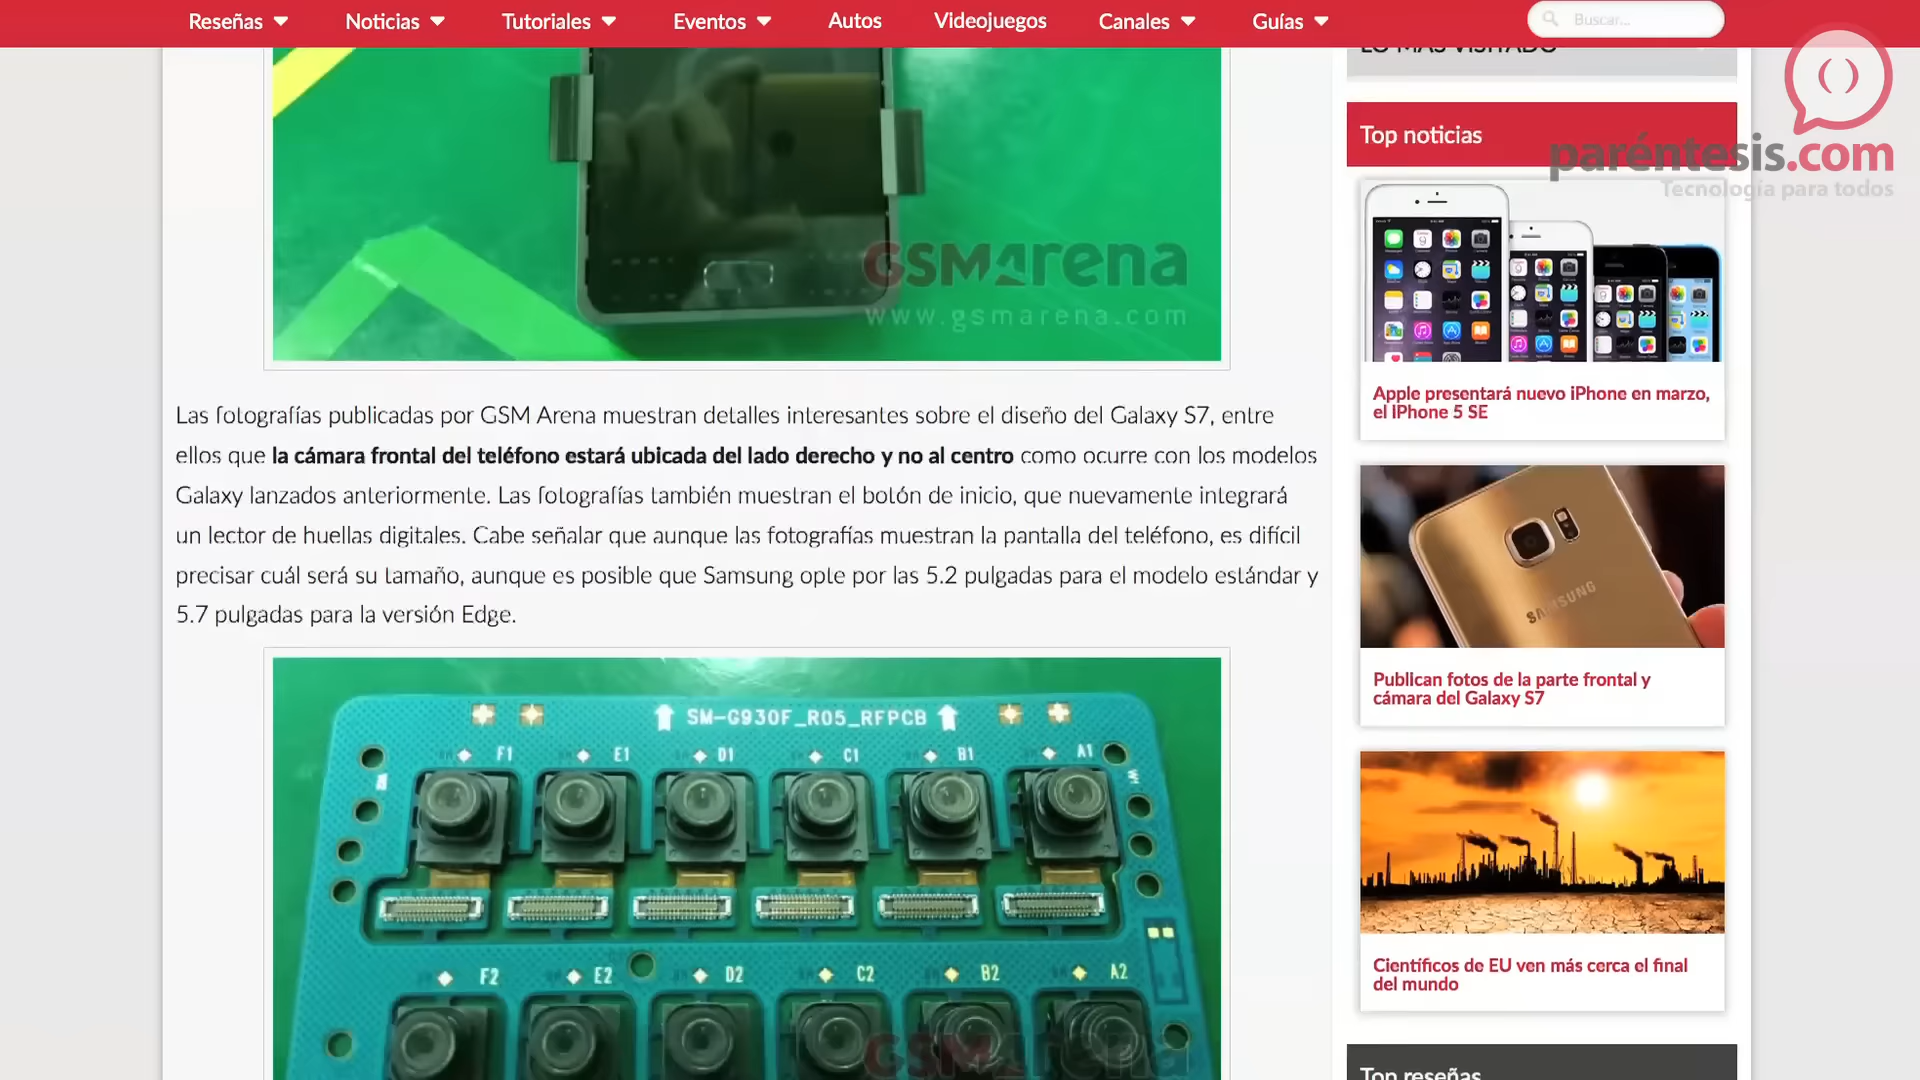 Reseñas
Noticias
Tutoriales
Eventos
Autos
Videojuegos
Canales
Guías
Buscar...
LO MÁS VISITADO
( )
paréntesis.com
Tecnología para todos
GSMArena
www.gsmarena.com
Las fotografías publicadas por GSM Arena muestran detalles interesantes sobre el diseño del Galaxy S7, entre
ellos que la cámara frontal del teléfono estará ubicada del lado derecho y no al centro como ocurre con los modelos
Galaxy lanzados anteriormente. Las fotografías también muestran el botón de inicio, que nuevamente integrará
un lector de huellas digitales. Cabe señalar que aunque las fotografías muestran la pantalla del teléfono, es difícil
precisar cuál será su tamaño, aunque es posible que Samsung opte por las 5.2 pulgadas para el modelo estándar y
5.7 pulgadas para la versión Edge.
SM-G930F_R05_RFPCB
F1 E1 D1 C1 B1 A1
F2 E2 D2 C2 B2 A2
GSMArena
Top noticias
Apple presentará nuevo iPhone en marzo,
el iPhone 5 SE
SAMSUNG
Publican fotos de la parte frontal y
cámara del Galaxy S7
Científicos de EU ven más cerca el final
del mundo
Top reseñas